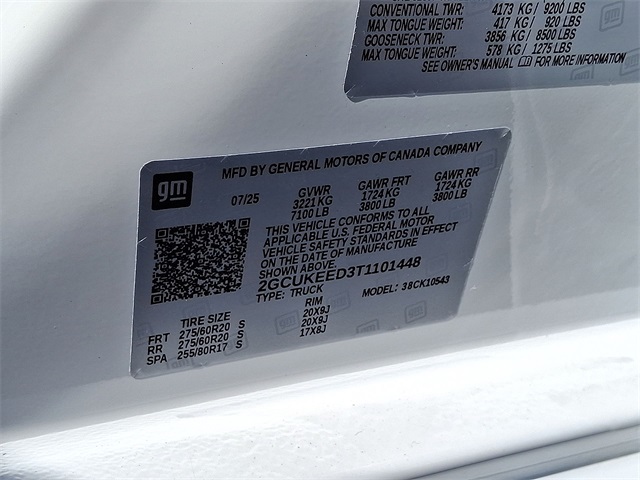 CONVENTIONAL TWR: 4173 KG/ 9200 LBS
MAX TONGUE WEIGHT: 417 KG/ 920 LBS
GOOSENECK TWR: 3856 KG/ 8500 LBS
MAX TONGUE WEIGHT: 578 KG/ 1275 LBS
SEE OWNER'S MANUAL gm FOR MORE INFORMATION
gm
MFD BY GENERAL MOTORS OF CANADA COMPANY
07/25 GVWR GAWR FRT GAWR RR
3221 KG 1724 KG 1724 KG
7100 LB 3800 LB 3800 LB
THIS VEHICLE CONFORMS TO ALL
APPLICABLE U.S. FEDERAL MOTOR
VEHICLE SAFETY STANDARDS IN EFFECT
ON THE DATE OF MANUFACTURE
SHOWN ABOVE.
2GCUKEED3T1101448
TYPE: TRUCK MODEL: 38CK10543
TIRE SIZE RIM
FRT 275/60R20 S 20X9J
RR 275/60R20 S 20X9J
SPA 255/80R17 S 17X8J